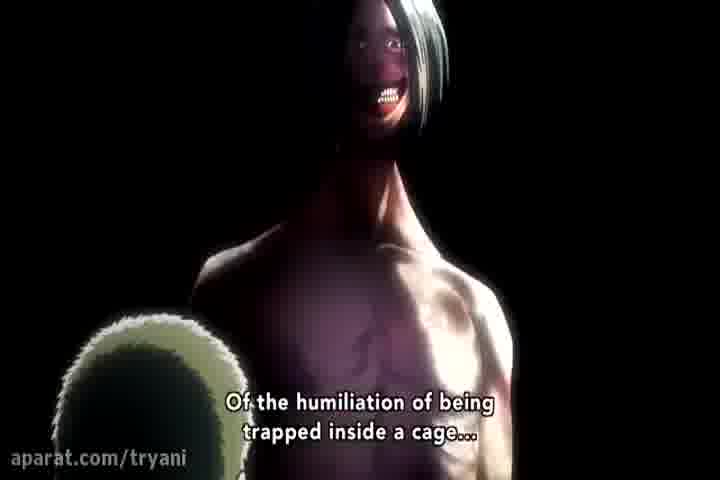 Of the humiliation of being
trapped inside a cage...
aparat.com/tryani